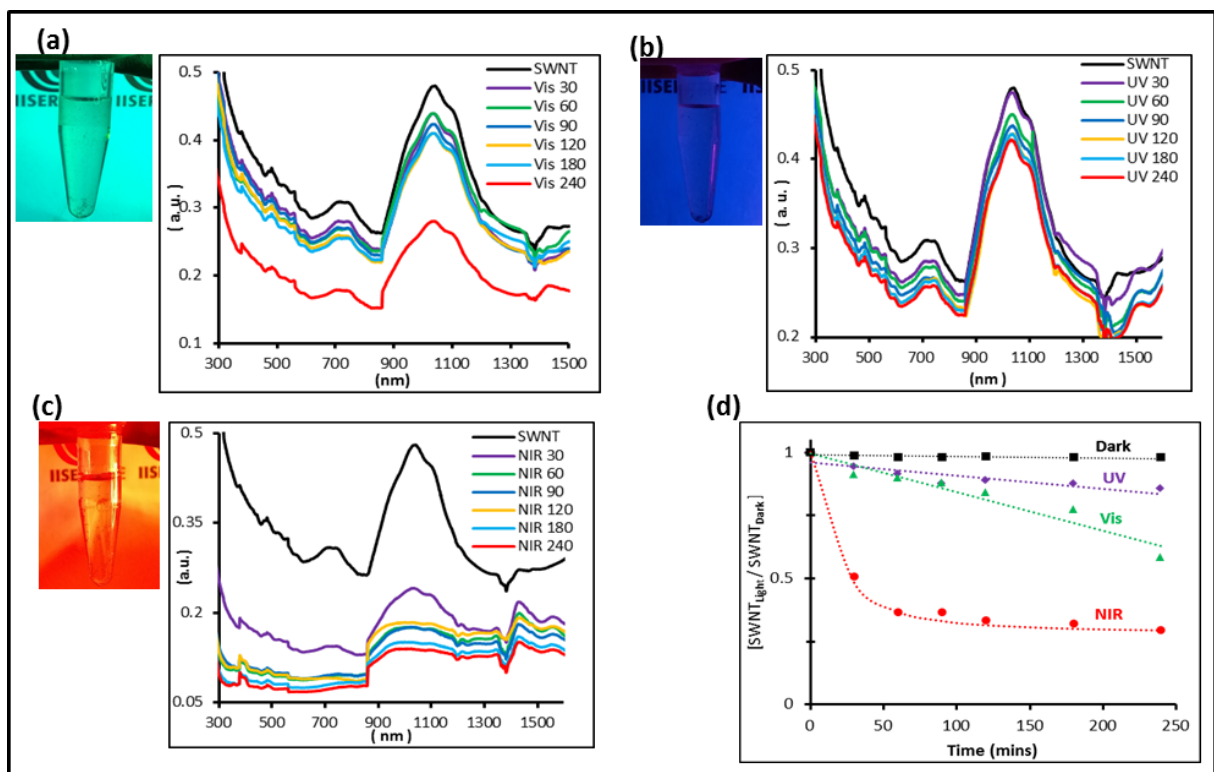 (a)
IISER
IISER
0.5
0.4
0.3
0.2
0.1
( a. u. )
300 500 700 900 1100 1300 1500
(nm)
SWNT
Vis 30
Vis 60
Vis 90
Vis 120
Vis 180
Vis 240
(b)
0.5
0.4
0.3
0.2
( a. u. )
300 500 700 900 1100 1300 1500
(nm )
SWNT
UV 30
UV 60
UV 90
UV 120
UV 180
UV 240
(c)
0.5
0.35
0.2
0.05
(a.u.)
300 500 700 900 1100 1300 1500
( nm )
SWNT
NIR 30
NIR 60
NIR 90
NIR 120
NIR 180
NIR 240
(d)
1
0.5
0
[SWNTLight/ SWNTDark]
Dark
UV
Vis
NIR
0 50 100 150 200 250
Time (mins)